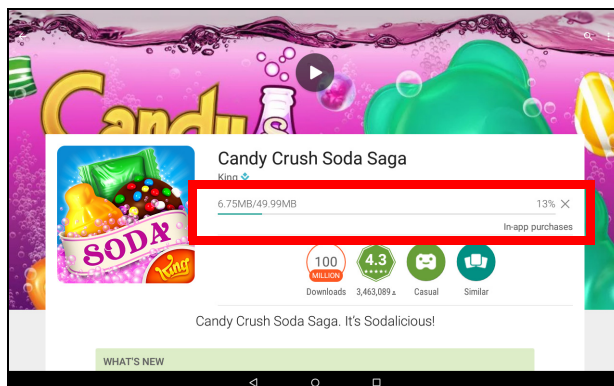 Candy
S
Candy Crush Soda Saga
King
6.75MB/49.99MB 13%
In-app purchases
SODA
King
100
MILLION
4.3
Downloads 3,463,089 Casual Similar
Candy Crush Soda Saga. It's Sodalicious!
WHAT'S NEW